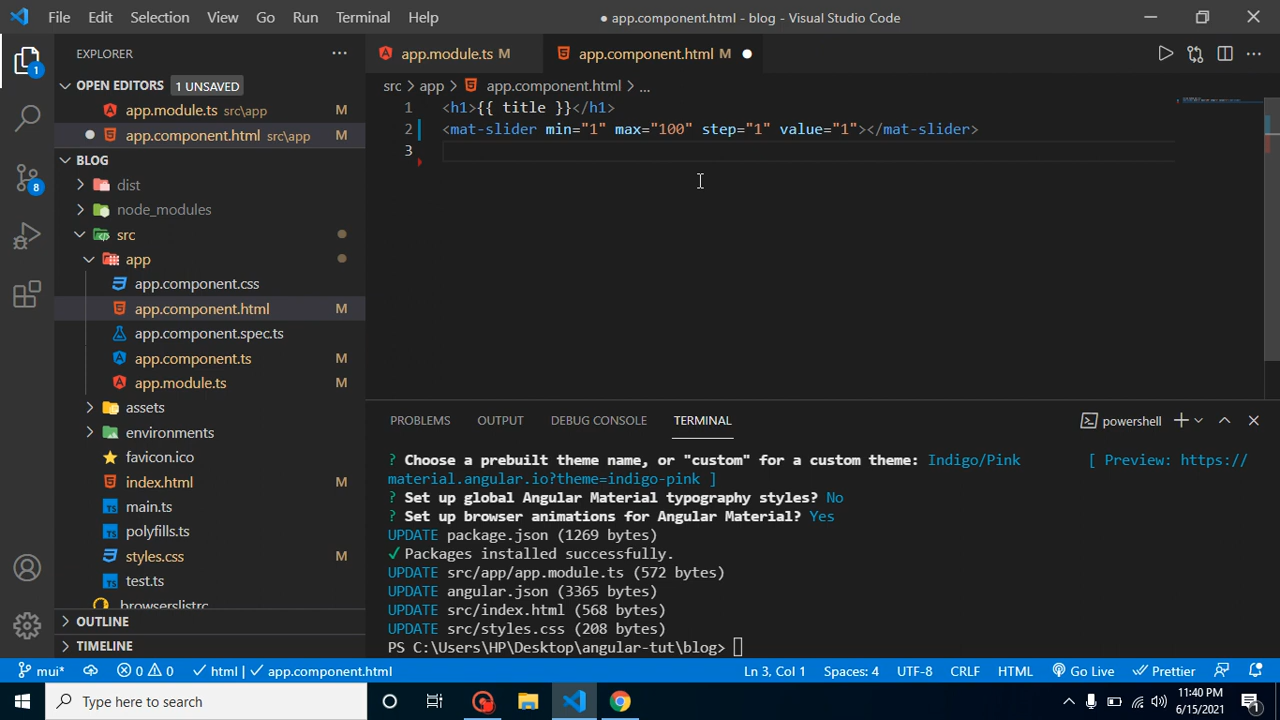 File Edit Selection View Go Run Terminal Help
● app.component.html - blog - Visual Studio Code
EXPLORER
OPEN EDITORS 1 UNSAVED
app.module.ts src\app M
app.component.html src\app M
BLOG
dist
node_modules
src
app
app.component.css
app.component.html M
app.component.spec.ts
app.component.ts M
app.module.ts M
assets
environments
favicon.ico
index.html M
main.ts
polyfills.ts
styles.css M
test.ts
browserslistrc
OUTLINE
TIMELINE
1
8
app.module.ts M
app.component.html M
src > app > app.component.html > ...
1 <h1>{{ title }}</h1>
2 <mat-slider min="1" max="100" step="1" value="1"></mat-slider>
3
PROBLEMS OUTPUT DEBUG CONSOLE TERMINAL
powershell
? Choose a prebuilt theme name, or "custom" for a custom theme: Indigo/Pink [ Preview: https://
material.angular.io?theme=indigo-pink ]
? Set up global Angular Material typography styles? No
? Set up browser animations for Angular Material? Yes
UPDATE package.json (1269 bytes)
✓ Packages installed successfully.
UPDATE src/app/app.module.ts (572 bytes)
UPDATE angular.json (3365 bytes)
UPDATE src/index.html (568 bytes)
UPDATE src/styles.css (208 bytes)
PS C:\Users\HP\Desktop\angular-tut\blog>
mui* 0 0 html | app.component.html
Ln 3, Col 1 Spaces: 4 UTF-8 CRLF HTML Go Live Prettier
Type here to search
11:40 PM
6/15/2021
1